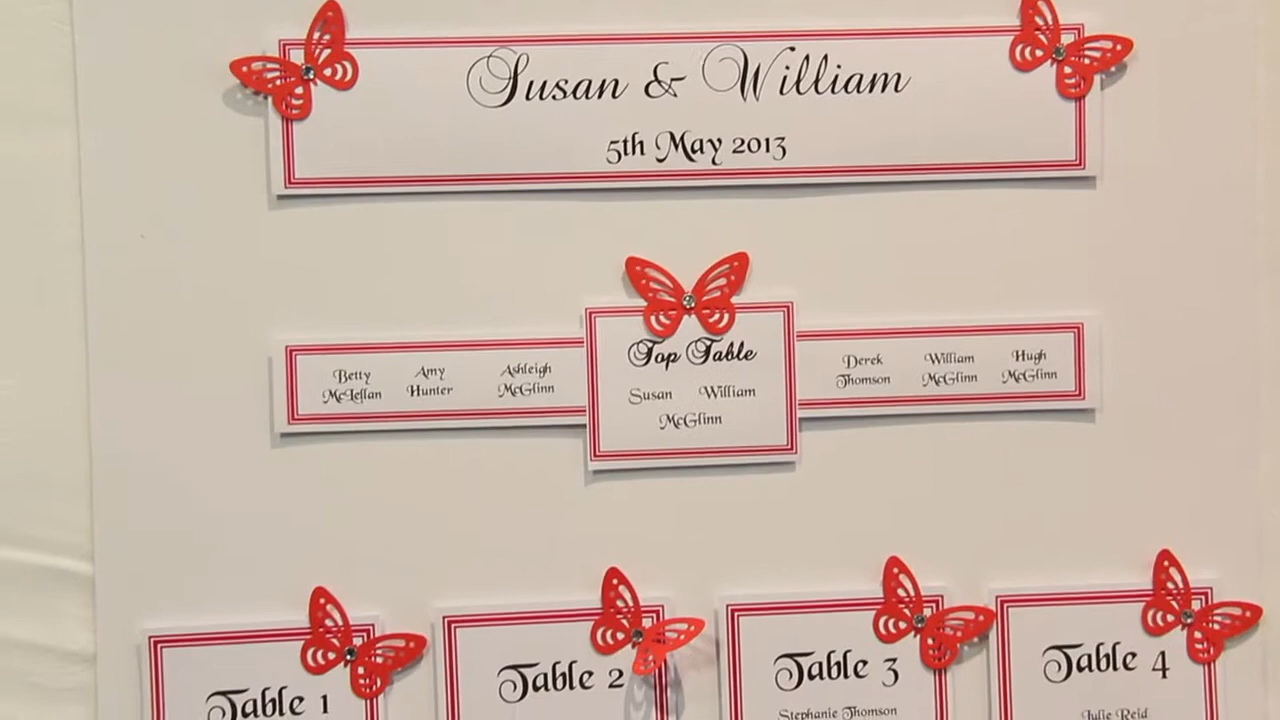 Susan & William
5th May 2013
Betty
McLellan
Amy
Hunter
Ashleigh
McGlinn
Top Table
Susan William
McGlinn
Derek
Thomson
William
McGlinn
Hugh
McGlinn
Table 1
Table 2
Table 3
Stephanie Thomson
Table 4
Julie Reid